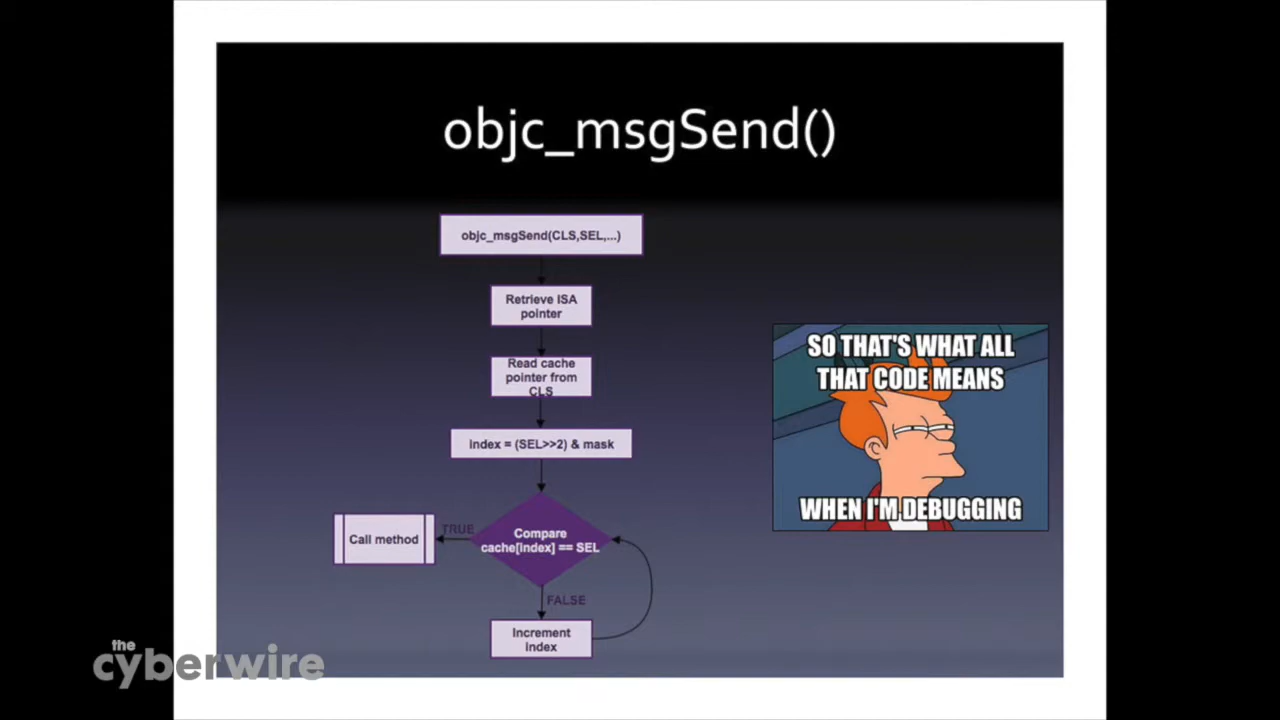 objc_msgSend()
objc_msgSend(CLS,SEL,...)
Retrieve ISA
pointer
Read cache
pointer from
CLS
index = (SEL>>2) & mask
Compare
cache[index] == SEL
TRUE
Call method
FALSE
Increment
index
SO THAT'S WHAT ALL
THAT CODE MEANS
WHEN I'M DEBUGGING
the
cyberwire